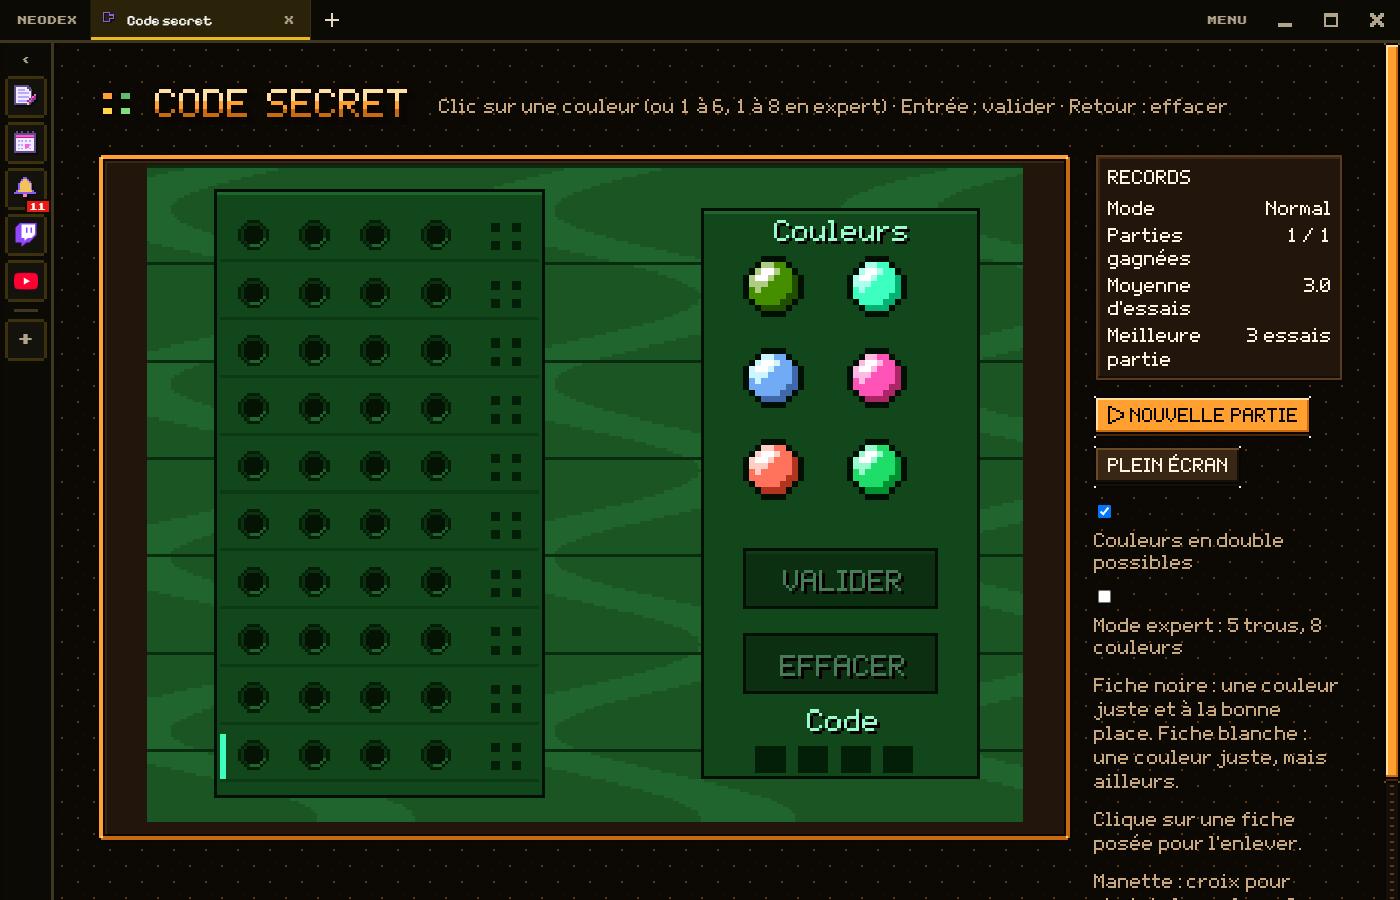 NEODEX
Code secret
MENU
11
CODE SECRET
Clic sur une couleur (ou 1 à 6, 1 à 8 en expert) · Entrée : valider · Retour : effacer
Couleurs
VALIDER
EFFACER
Code
RECORDS
Mode Normal
Parties gagnées 1 / 1
Moyenne d'essais 3.0
Meilleure partie 3 essais
NOUVELLE PARTIE
PLEIN ÉCRAN
Couleurs en double
possibles
Mode expert : 5 trous, 8
couleurs
Fiche noire : une couleur
juste et à la bonne
place. Fiche blanche :
une couleur juste, mais
ailleurs.
Clique sur une fiche
posée pour l'enlever.
Manette : croix pour